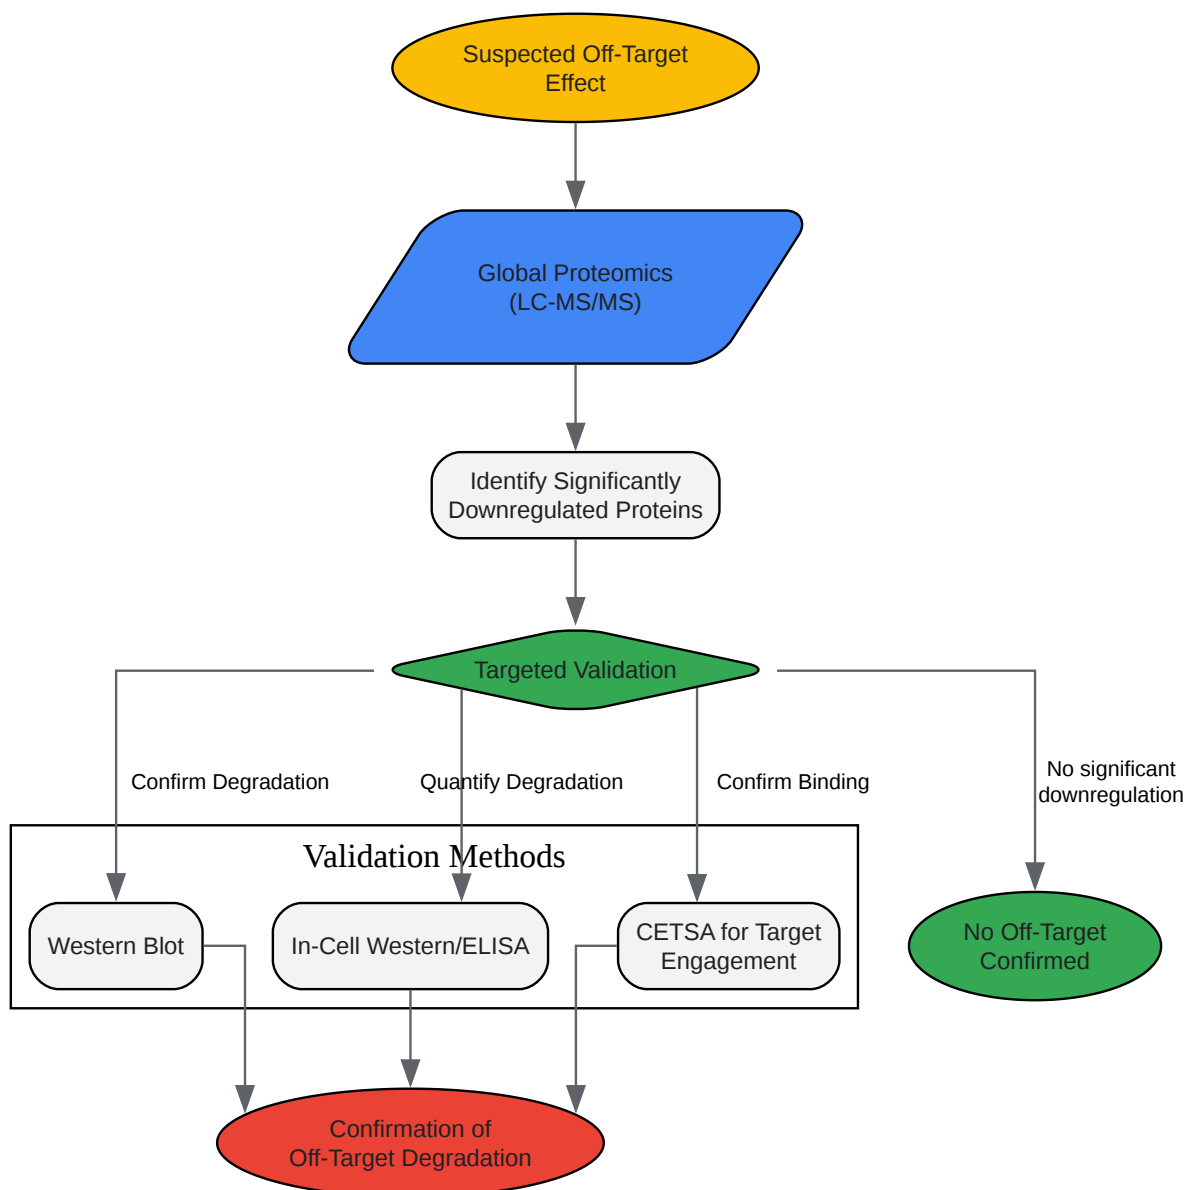 Suspected Off-Target
Effect
Global Proteomics
(LC-MS/MS)
Identify Significantly
Downregulated Proteins
Targeted Validation
Confirm Degradation
Quantify Degradation
Confirm Binding
No significant
downregulation
Validation Methods
Western Blot
In-Cell Western/ELISA
CETSA for Target
Engagement
No Off-Target
Confirmed
Confirmation of
Off-Target Degradation